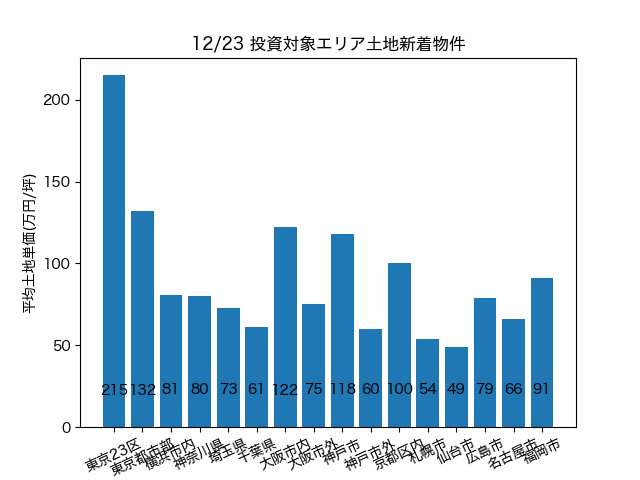 12/23 投資対象エリア土地新着物件
平均土地単価(万円/坪)
200
150
100
50
0
215 132 81 80 73 61 122 75 118 60 100 54 49 79 66 91
東京23区 東京都市部 横浜市内 神奈川県 埼玉県 千葉県 大阪市内 大阪市外 神戸市 神戸市外 京都区内 札幌市 仙台市 広島市 名古屋市 福岡市